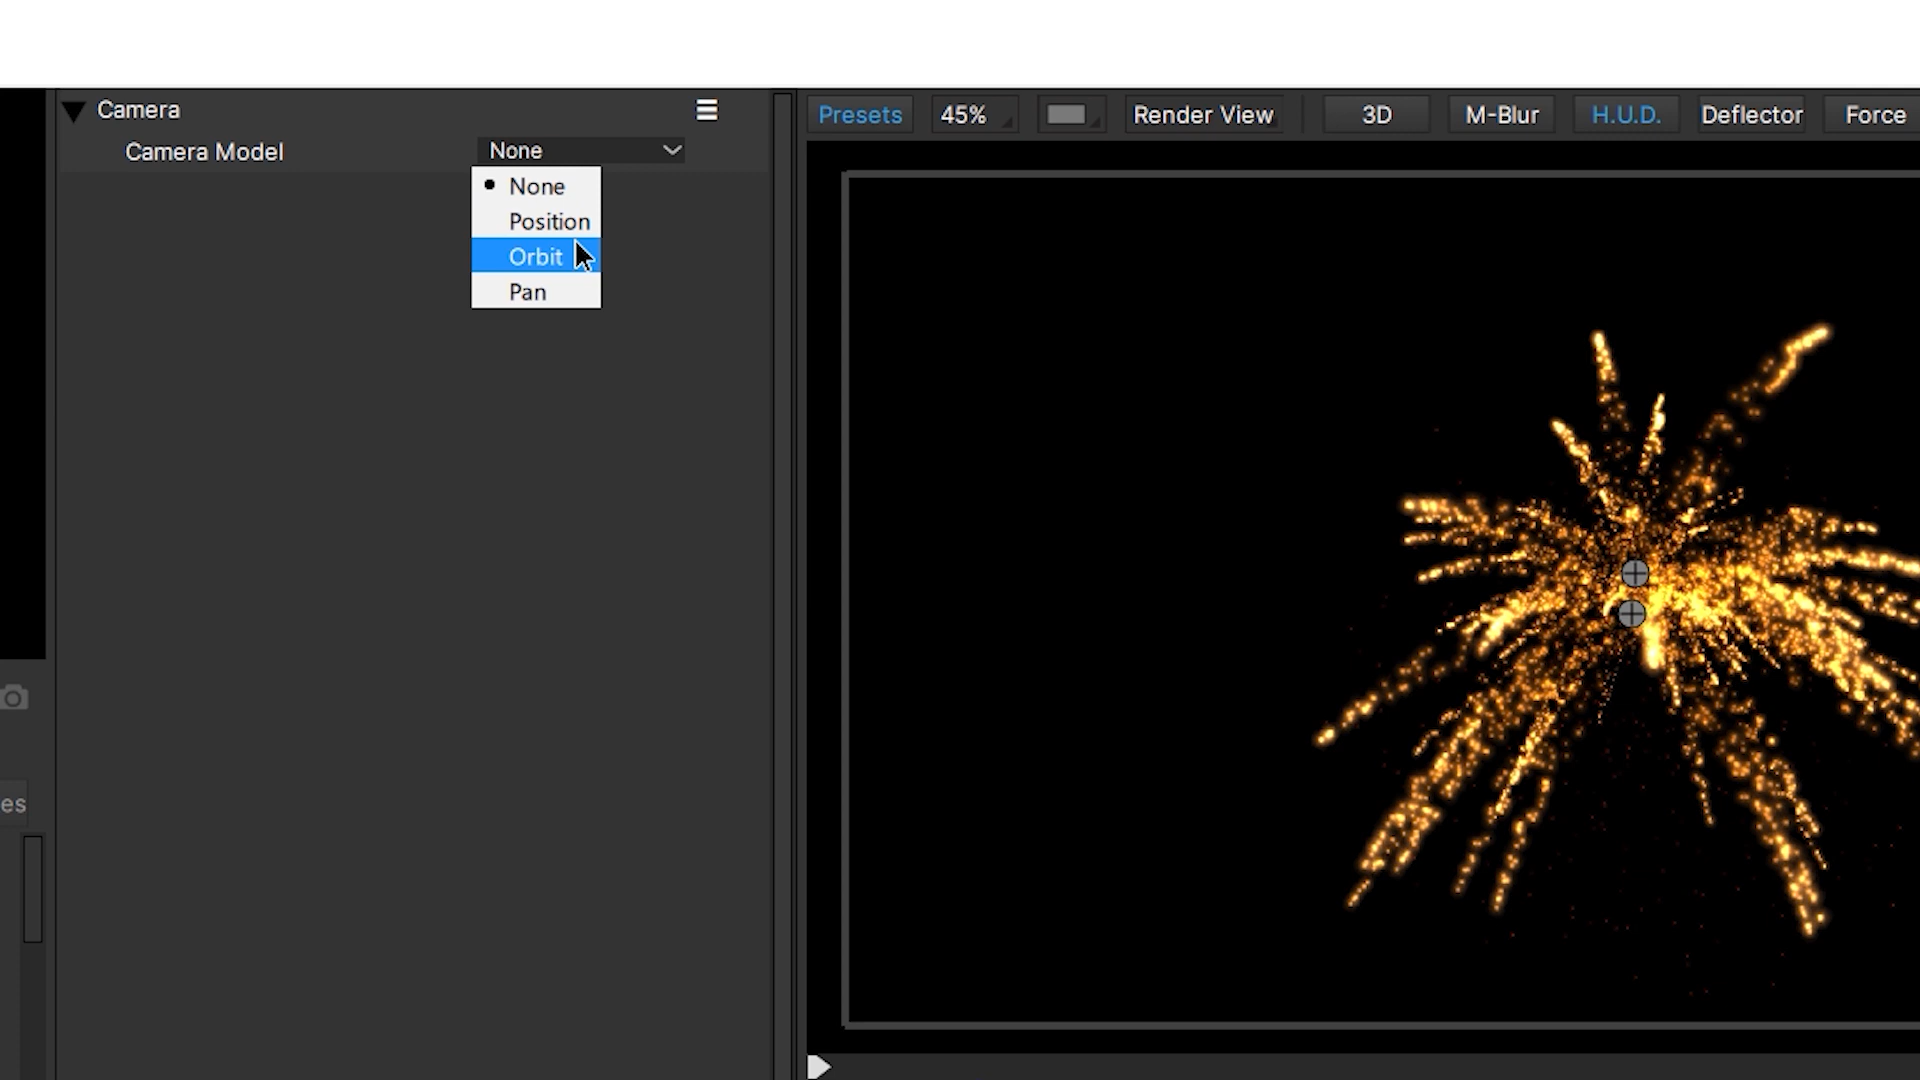 Camera
Camera Model None
None
Position
Orbit
Pan
Presets 45% Render View 3D M-Blur H.U.D. Deflector Force
es